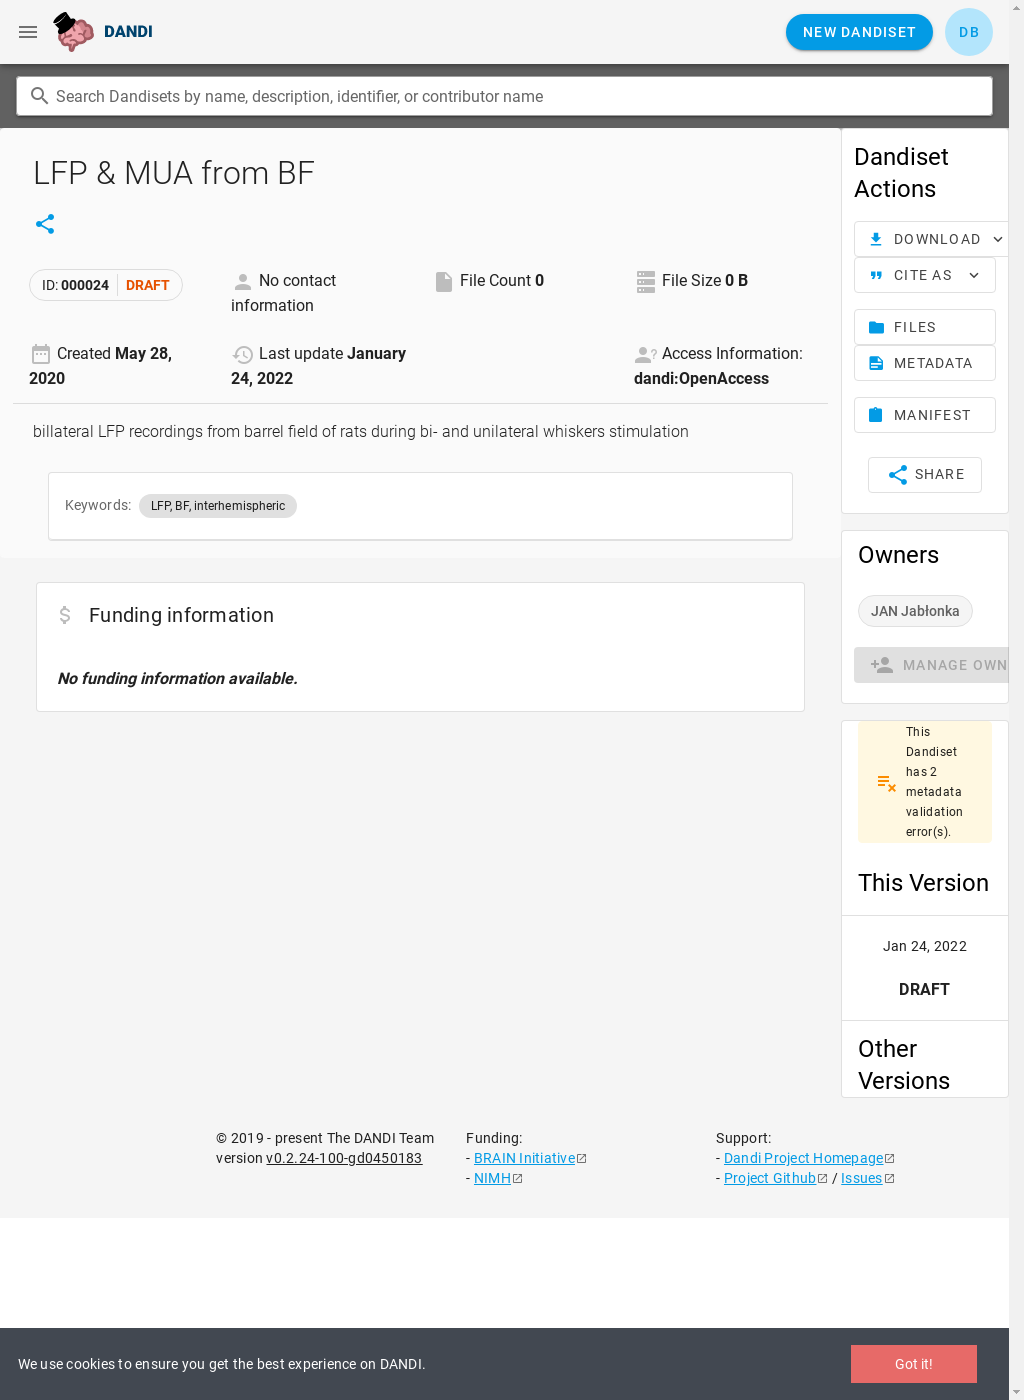 DANDI
NEW DANDISET
DB
Search Dandisets by name, description, identifier, or contributor name
LFP & MUA from BF
ID: 000024 DRAFT
No contact
information
File Count 0
File Size 0 B
Created May 28,
2020
Last update January
24, 2022
Access Information:
dandi:OpenAccess
billateral LFP recordings from barrel field of rats during bi- and unilateral whiskers stimulation
Keywords: LFP, BF, interhemispheric
Funding information
No funding information available.
Dandiset
Actions
DOWNLOAD
CITE AS
FILES
METADATA
MANIFEST
SHARE
Owners
JAN Jabłonka
MANAGE OWN
This
Dandiset
has 2
metadata
validation
error(s).
This Version
Jan 24, 2022
DRAFT
Other
Versions
© 2019 - present The DANDI Team
version v0.2.24-100-gd0450183
Funding:
- BRAIN Initiative
- NIMH
Support:
- Dandi Project Homepage
- Project Github / Issues
We use cookies to ensure you get the best experience on DANDI.
Got it!